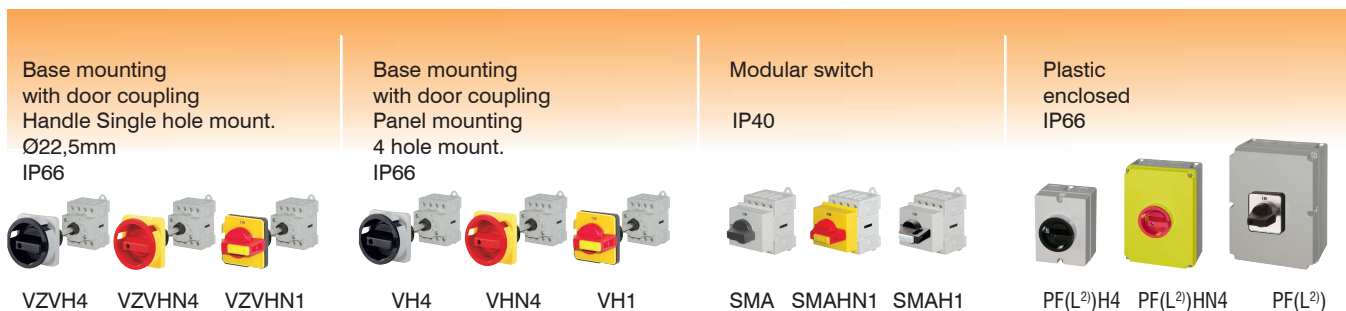 Base mounting
with door coupling
Handle Single hole mount.
Ø22,5mm
IP66
Base mounting
with door coupling
Panel mounting
4 hole mount.
IP66
Modular switch
IP40
Plastic
enclosed
IP66
VZVH4 VZVHN4 VZVHN1
VH4 VHN4 VH1
SMA SMAHN1 SMAH1
PF(L²⁾)H4 PF(L²⁾)HN4 PF(L²⁾)